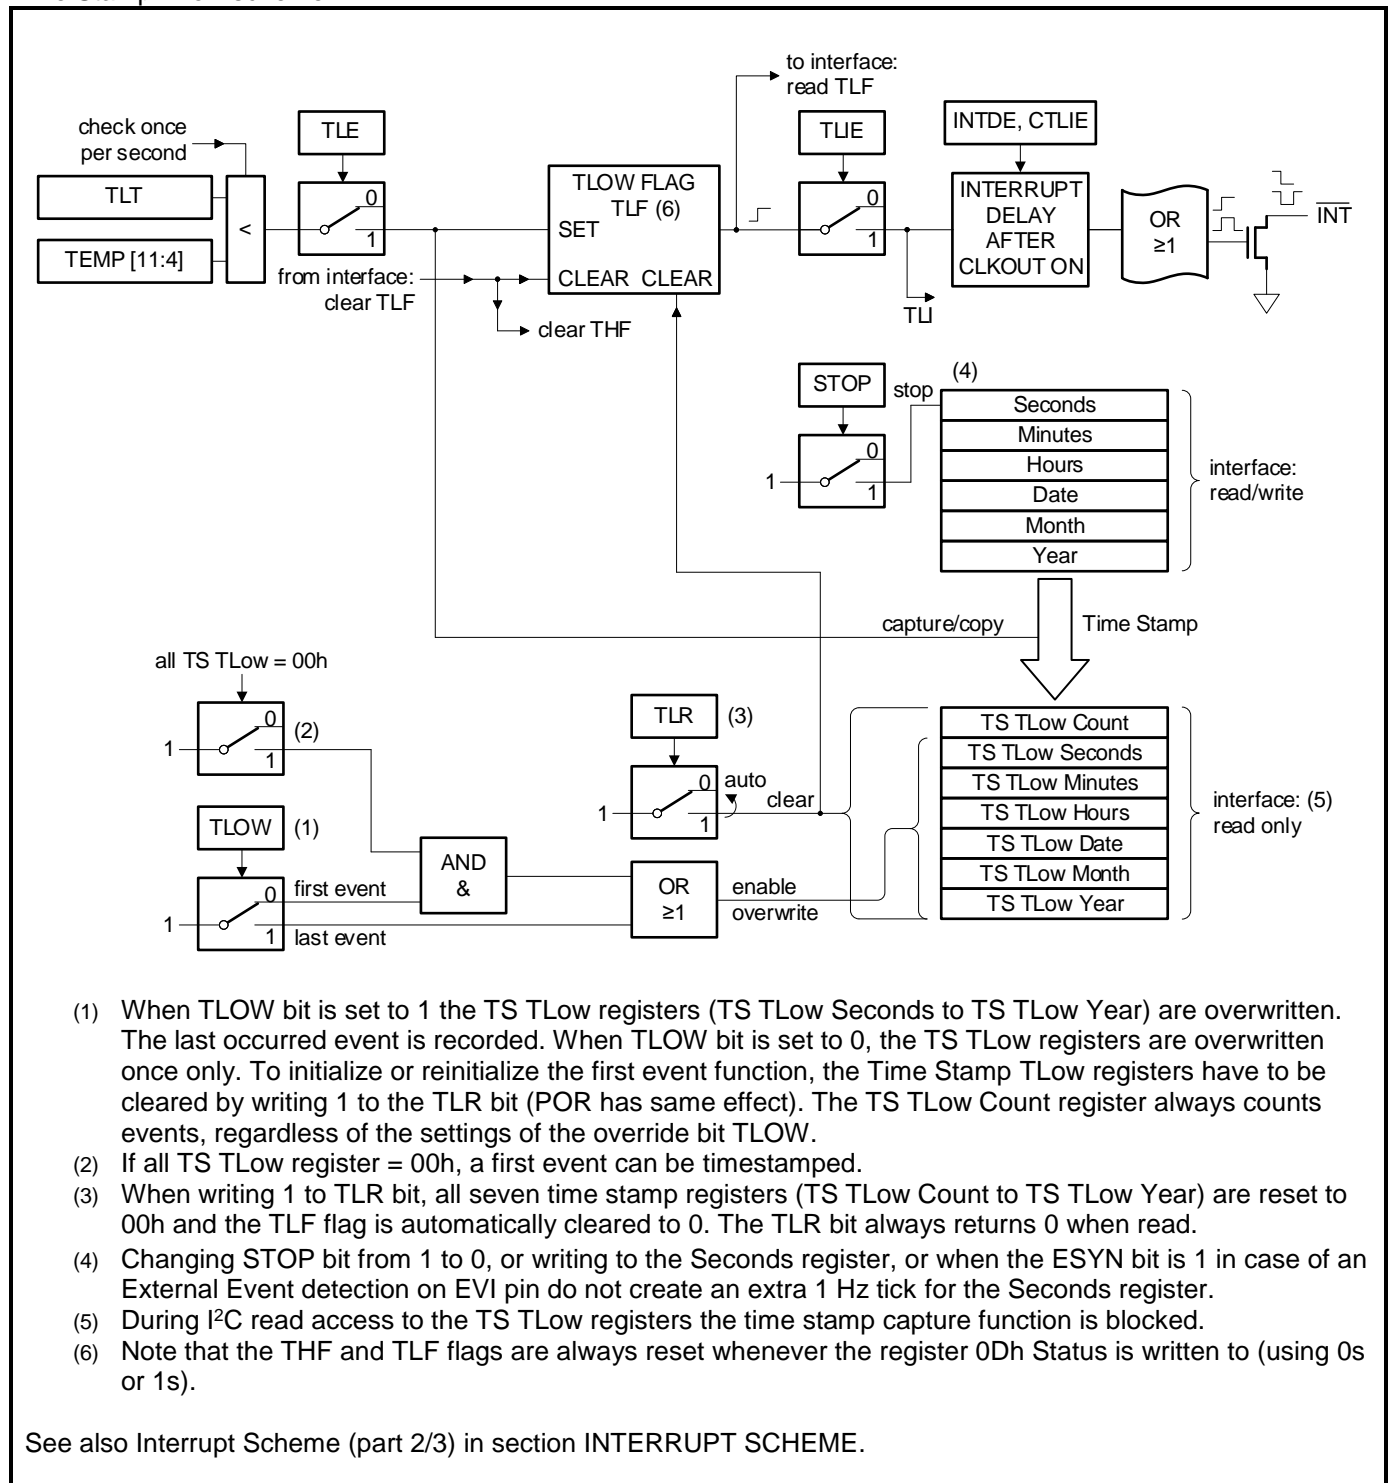 to interface:
read TLF
check once
per second
TLE
TLIE
INTDE, CTLIE
TLT
TEMP [11:4]
<
0
1
TLOW FLAG
TLF (6)
SET
CLEAR CLEAR
0
1
INTERRUPT
DELAY
AFTER
CLKOUT ON
OR
≥1
INT
from interface:
clear TLF
clear THF
TLI
STOP
stop
(4)
1
0
1
Seconds
Minutes
Hours
Date
Month
Year
interface:
read/write
capture/copy
Time Stamp
all TS TLow = 00h
1
0
1
(2)
TLR
(3)
1
0
1
auto
clear
TS TLow Count
TS TLow Seconds
TS TLow Minutes
TS TLow Hours
TS TLow Date
TS TLow Month
TS TLow Year
interface: (5)
read only
TLOW
(1)
1
0
1
first event
last event
AND
&
OR
≥1
enable
overwrite
(1) When TLOW bit is set to 1 the TS TLow registers (TS TLow Seconds to TS TLow Year) are overwritten.
The last occurred event is recorded. When TLOW bit is set to 0, the TS TLow registers are overwritten
once only. To initialize or reinitialize the first event function, the Time Stamp TLow registers have to be
cleared by writing 1 to the TLR bit (POR has same effect). The TS TLow Count register always counts
events, regardless of the settings of the override bit TLOW.
(2) If all TS TLow register = 00h, a first event can be timestamped.
(3) When writing 1 to TLR bit, all seven time stamp registers (TS TLow Count to TS TLow Year) are reset to
00h and the TLF flag is automatically cleared to 0. The TLR bit always returns 0 when read.
(4) Changing STOP bit from 1 to 0, or writing to the Seconds register, or when the ESYN bit is 1 in case of an
External Event detection on EVI pin do not create an extra 1 Hz tick for the Seconds register.
(5) During I²C read access to the TS TLow registers the time stamp capture function is blocked.
(6) Note that the THF and TLF flags are always reset whenever the register 0Dh Status is written to (using 0s
or 1s).
See also Interrupt Scheme (part 2/3) in section INTERRUPT SCHEME.